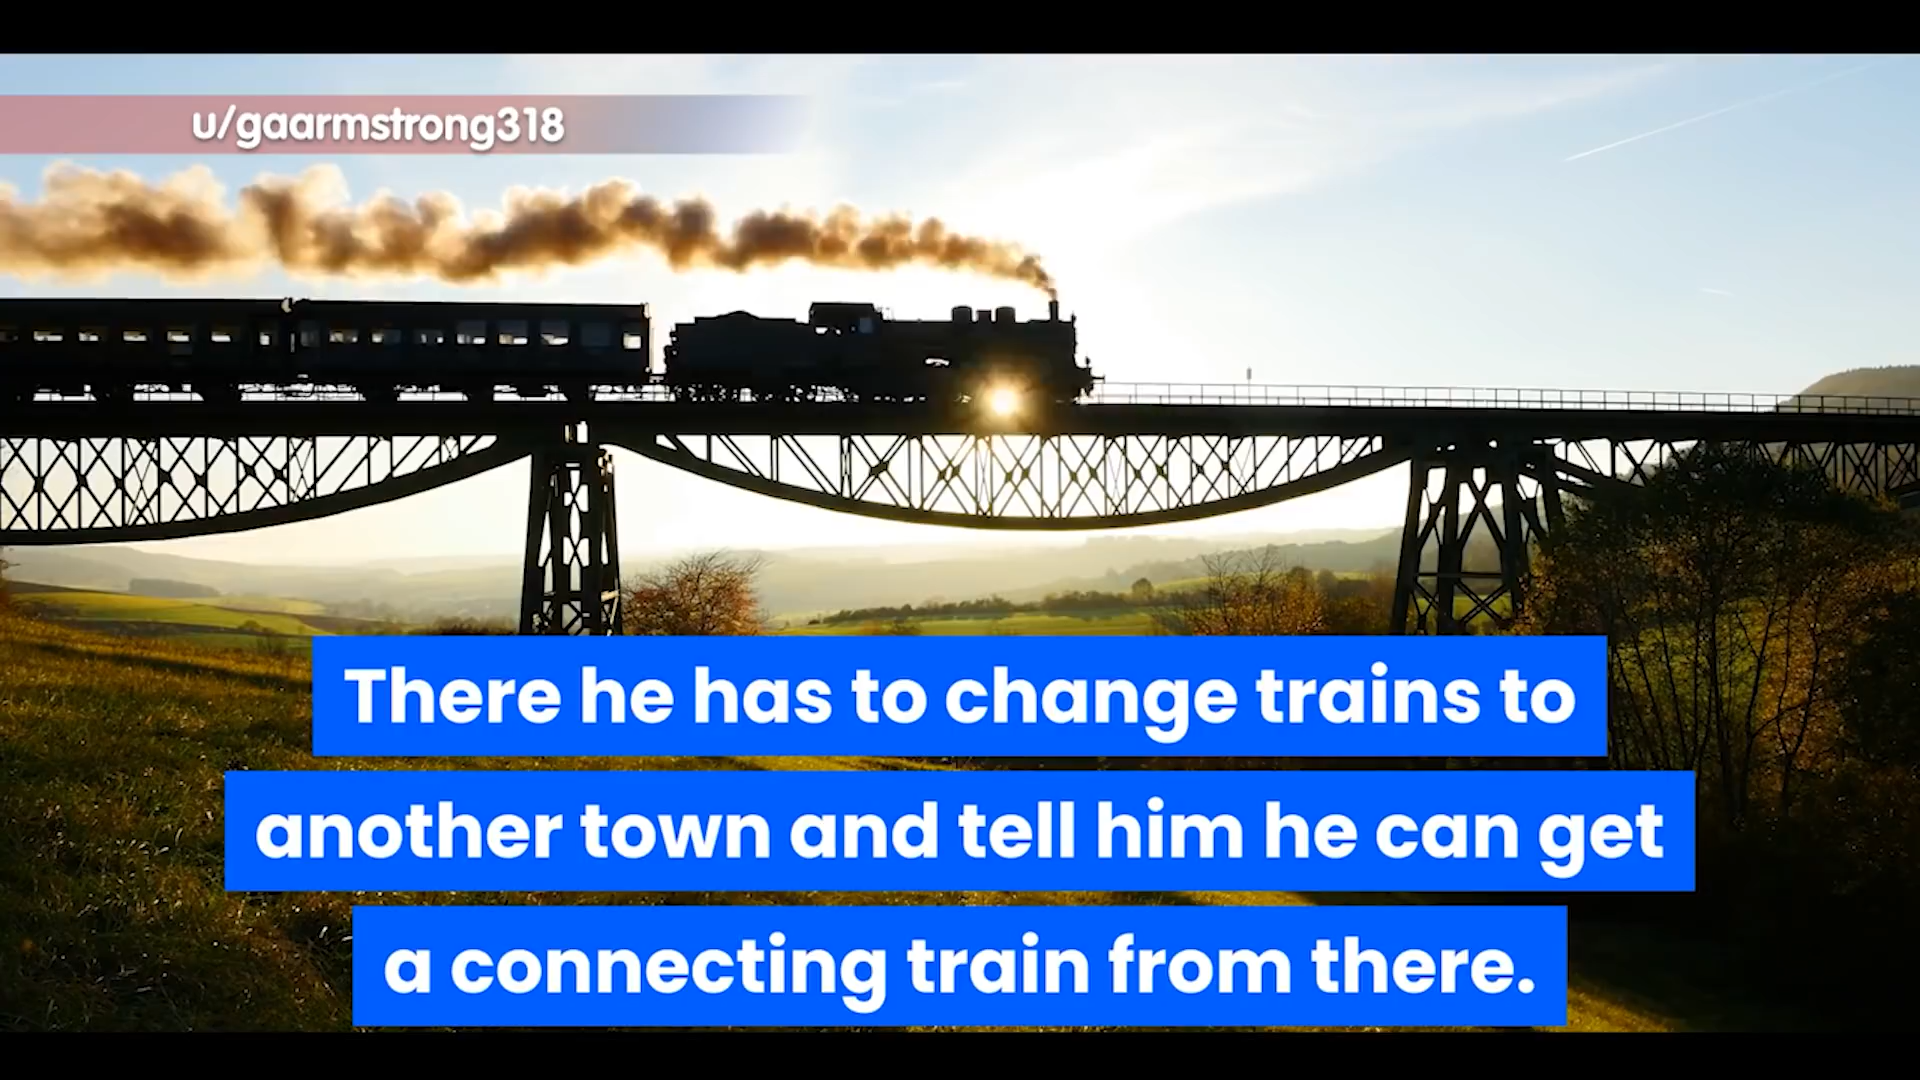 u/gaarmstrong318
There he has to change trains to
another town and tell him he can get
a connecting train from there.